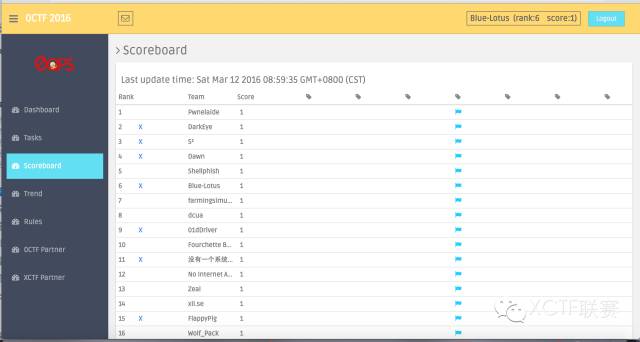 0CTF 2016
Blue-Lotus (rank:6 score:1)
Logout
0ops
Dashboard
Tasks
Scoreboard
Trend
Rules
0CTF Partner
XCTF Partner
Scoreboard
Last update time: Sat Mar 12 2016 08:59:35 GMT+0800 (CST)
Rank Team Score
1 Pwnelaide 1
2 X DarkEye 1
3 X S² 1
4 X Dawn 1
5 Shellphish 1
6 X Blue-Lotus 1
7 farmingsimu... 1
8 dcua 1
9 X 01dDriver 1
10 Fourchette B... 1
11 X 没有一个系统... 1
12 No Internet A... 1
13 Zeal 1
14 xil.se 1
15 X FlappyPig 1
16 Wolf_Pack 1
XCTF联赛